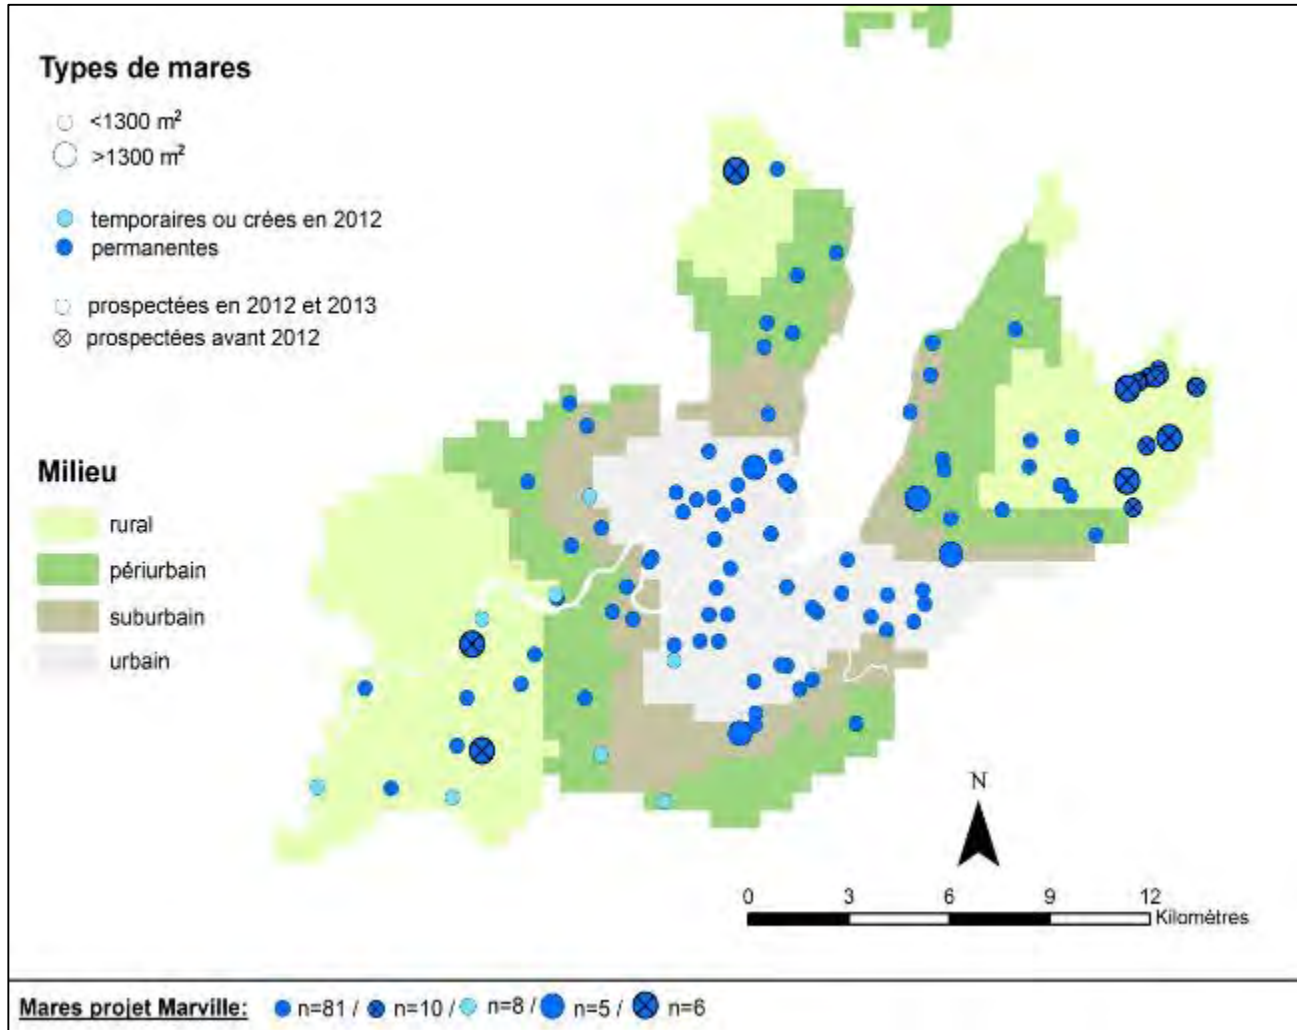 Types de mares
<1300 m²
>1300 m²
temporaires ou crées en 2012
permanentes
prospectées en 2012 et 2013
prospectées avant 2012
Milieu
rural
périurbain
suburbain
urbain
N
0 3 6 9 12
Kilomètres
Mares projet Marville: n=81 / n=10 / n=8 / n=5 / n=6